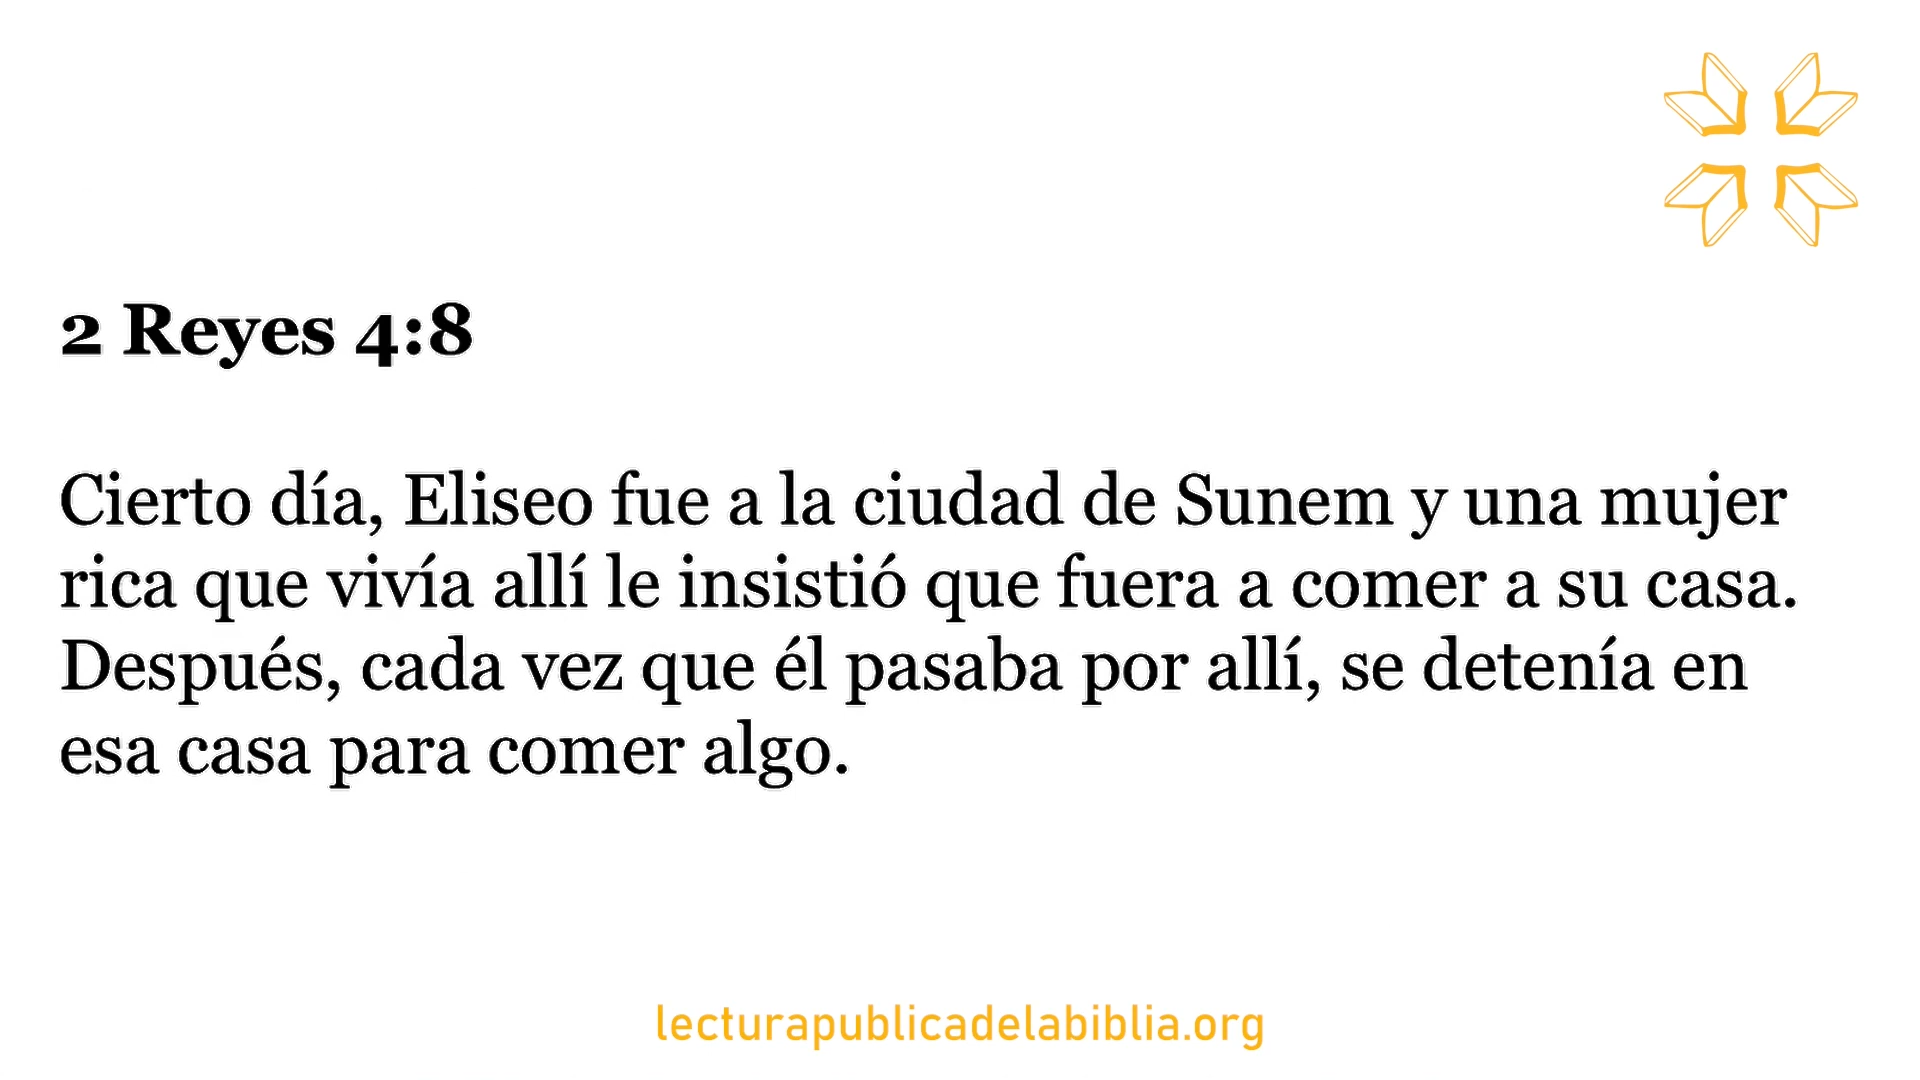 2 Reyes 4:8
Cierto día, Eliseo fue a la ciudad de Sunem y una mujer
rica que vivía allí le insistió que fuera a comer a su casa.
Después, cada vez que él pasaba por allí, se detenía en
esa casa para comer algo.
lecturapublicadelabiblia.org